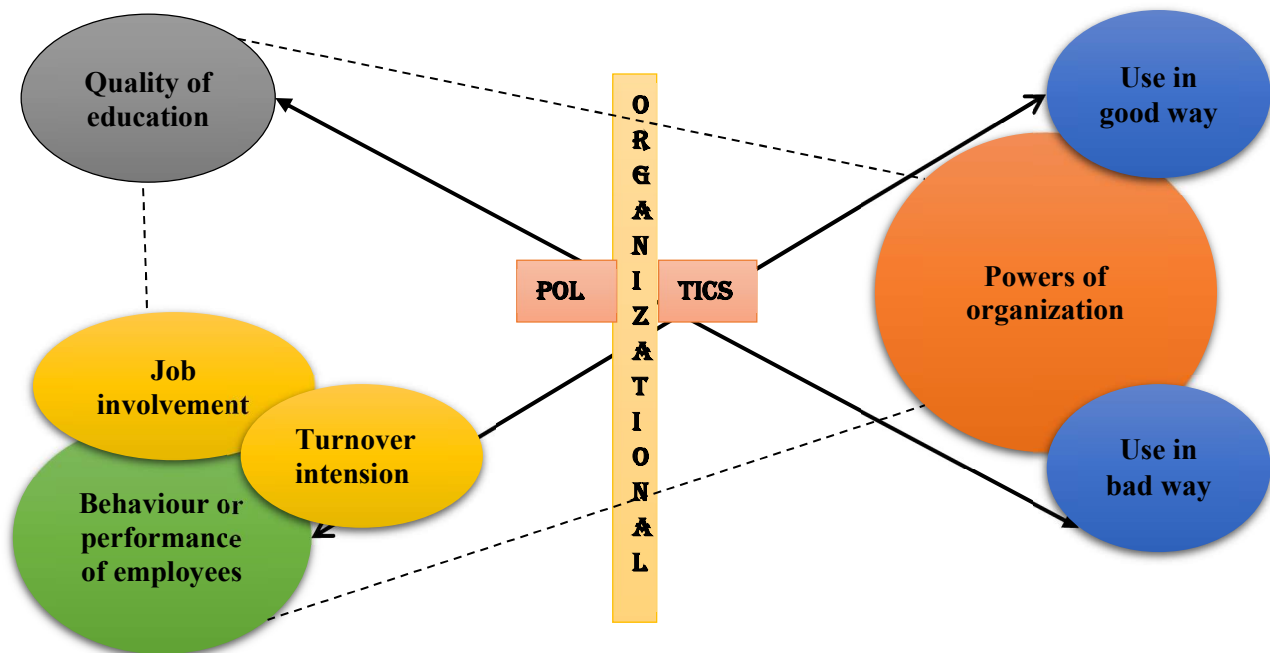 Quality of
education
Use in
good way
ORGANIZATIONAL
POL
TICS
Powers of
organization
Job
involvement
Turnover
intension
Behaviour or
performance
of employees
Use in
bad way